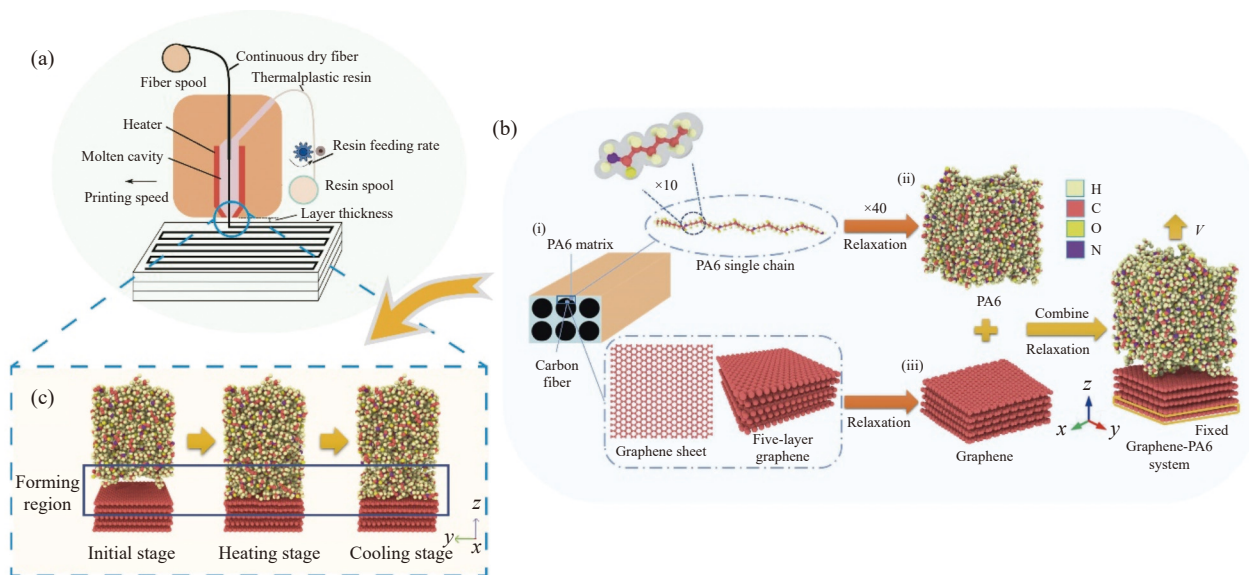 (a)
Continuous dry fiber
Thermalplastic resin
Fiber spool
Heater
Molten cavity
Printing speed
Resin feeding rate
Resin spool
Layer thickness
(b)
×10
(i)
PA6 matrix
PA6 single chain
×40
Relaxation
(ii)
PA6
H
C
O
N
V
Combine
Relaxation
Carbon
fiber
Graphene sheet
Five-layer
graphene
Relaxation
(iii)
Graphene
z
x
y
Fixed
Graphene-PA6
system
(c)
Forming
region
Initial stage
Heating stage
Cooling stage
z
y
x